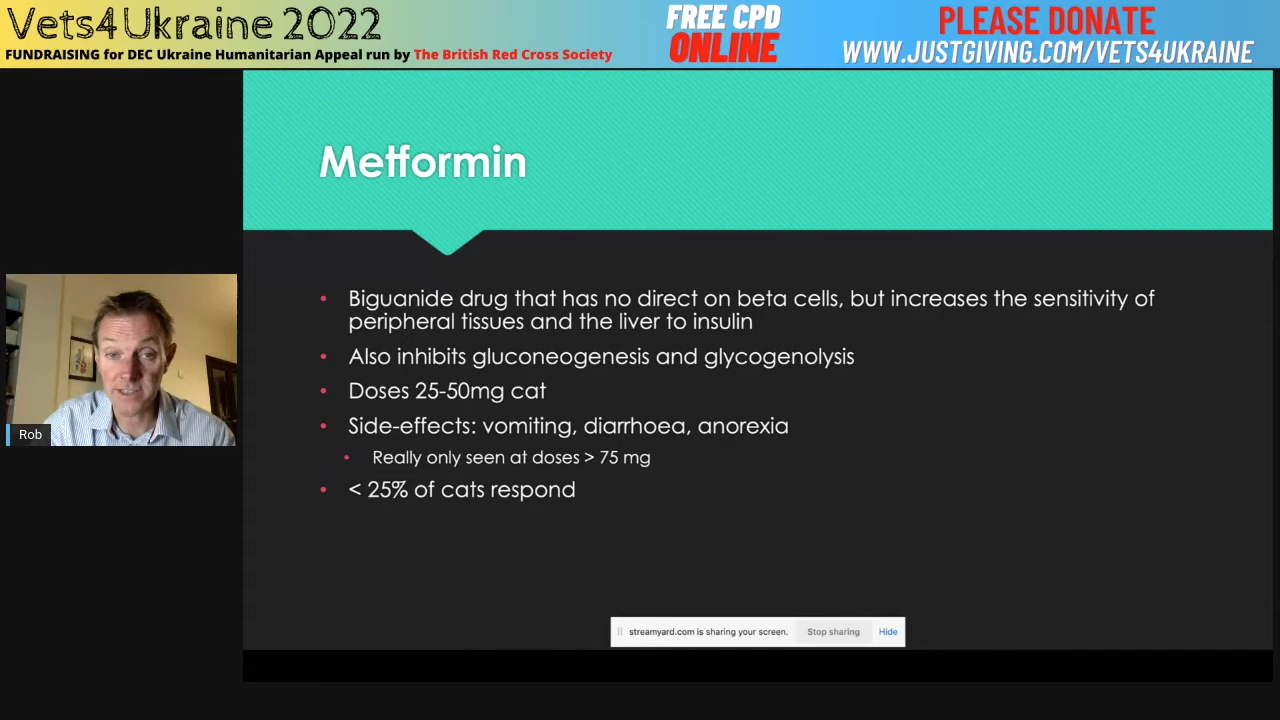 Vets4Ukraine 2022
FUNDRAISING for DEC Ukraine Humanitarian Appeal run by The British Red Cross Society
FREE CPD
ONLINE
PLEASE DONATE
WWW.JUSTGIVING.COM/VETS4UKRAINE
Metformin
• Biguanide drug that has no direct on beta cells, but increases the sensitivity of
peripheral tissues and the liver to insulin
• Also inhibits gluconeogenesis and glycogenolysis
• Doses 25-50mg cat
• Side-effects: vomiting, diarrhoea, anorexia
• Really only seen at doses > 75 mg
• < 25% of cats respond
Rob
streamyard.com is sharing your screen. Stop sharing Hide